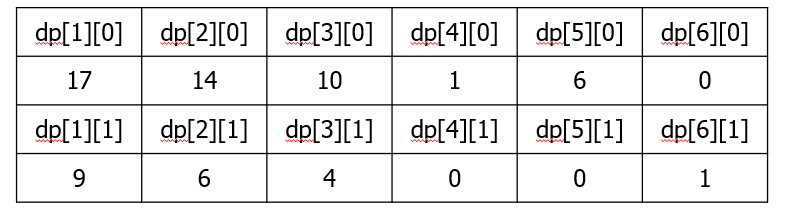 dp[1][0] dp[2][0] dp[3][0] dp[4][0] dp[5][0] dp[6][0]
17 14 10 1 6 0
dp[1][1] dp[2][1] dp[3][1] dp[4][1] dp[5][1] dp[6][1]
9 6 4 0 0 1